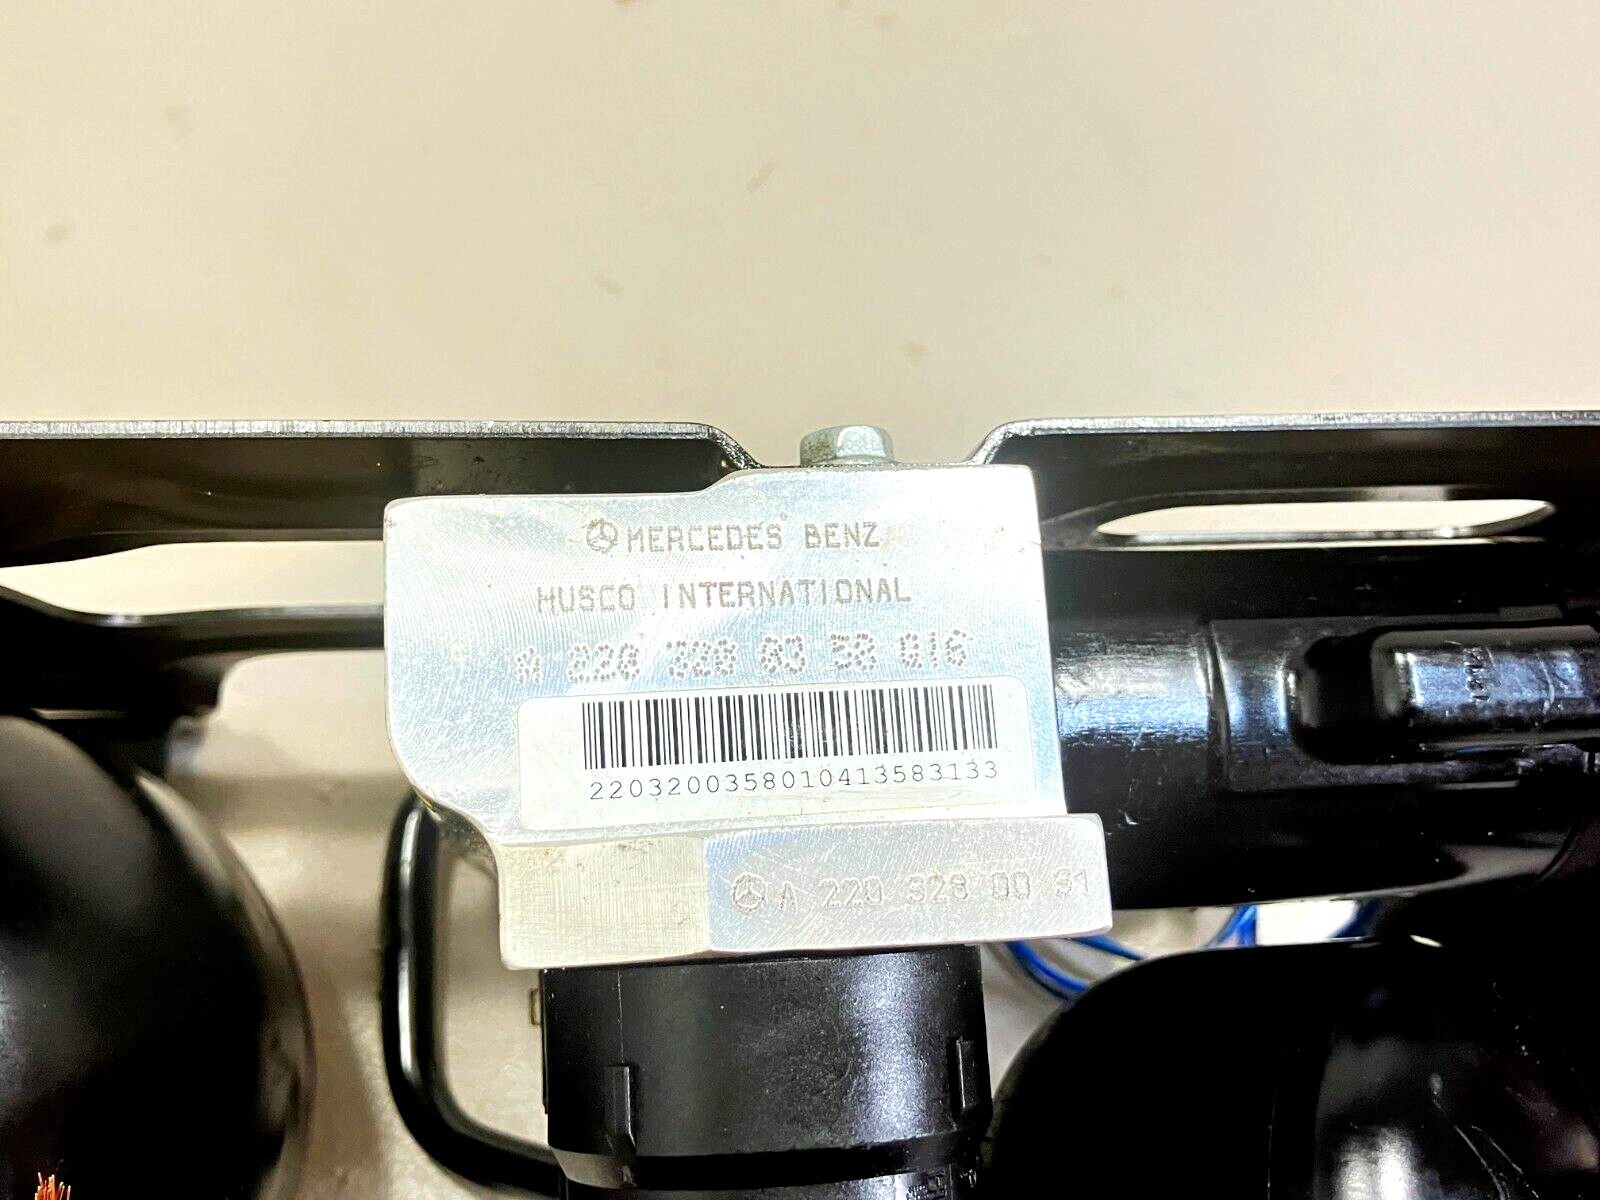 MERCEDES BENZ
HUSCO INTERNATIONAL
A 220 320 03 58 016
2203200358010413583133
A 220 328 00 31